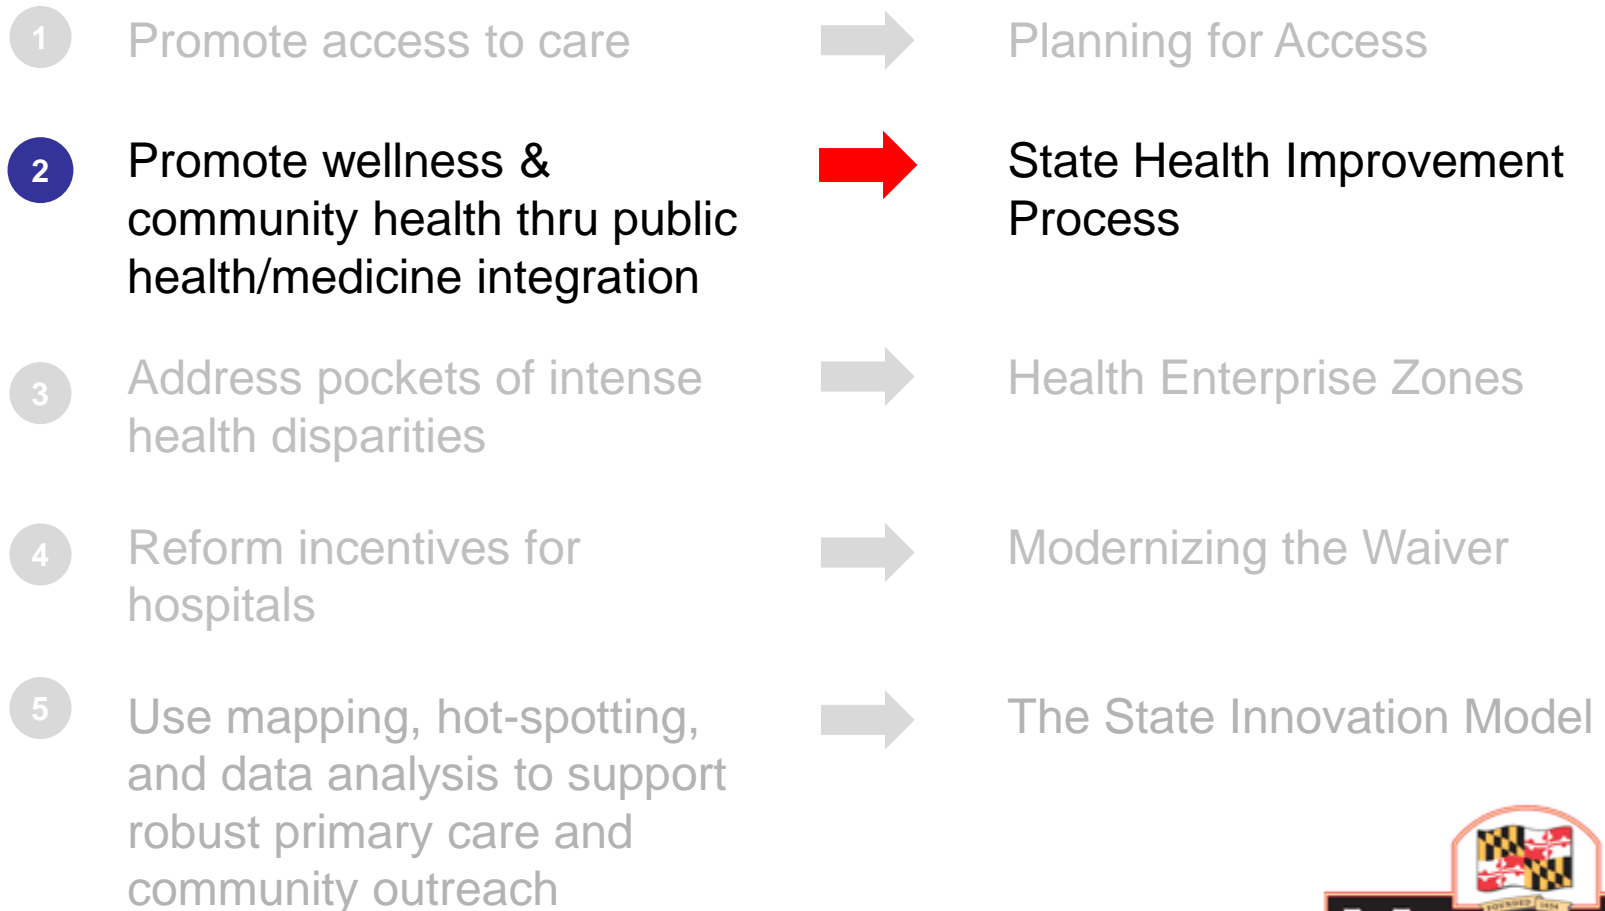 1 Promote access to care Planning for Access
2 Promote wellness & State Health Improvement
community health thru public Process
health/medicine integration
3 Address pockets of intense Health Enterprise Zones
health disparities
4 Reform incentives for Modernizing the Waiver
hospitals
5 Use mapping, hot-spotting, The State Innovation Model
and data analysis to support
robust primary care and
community outreach